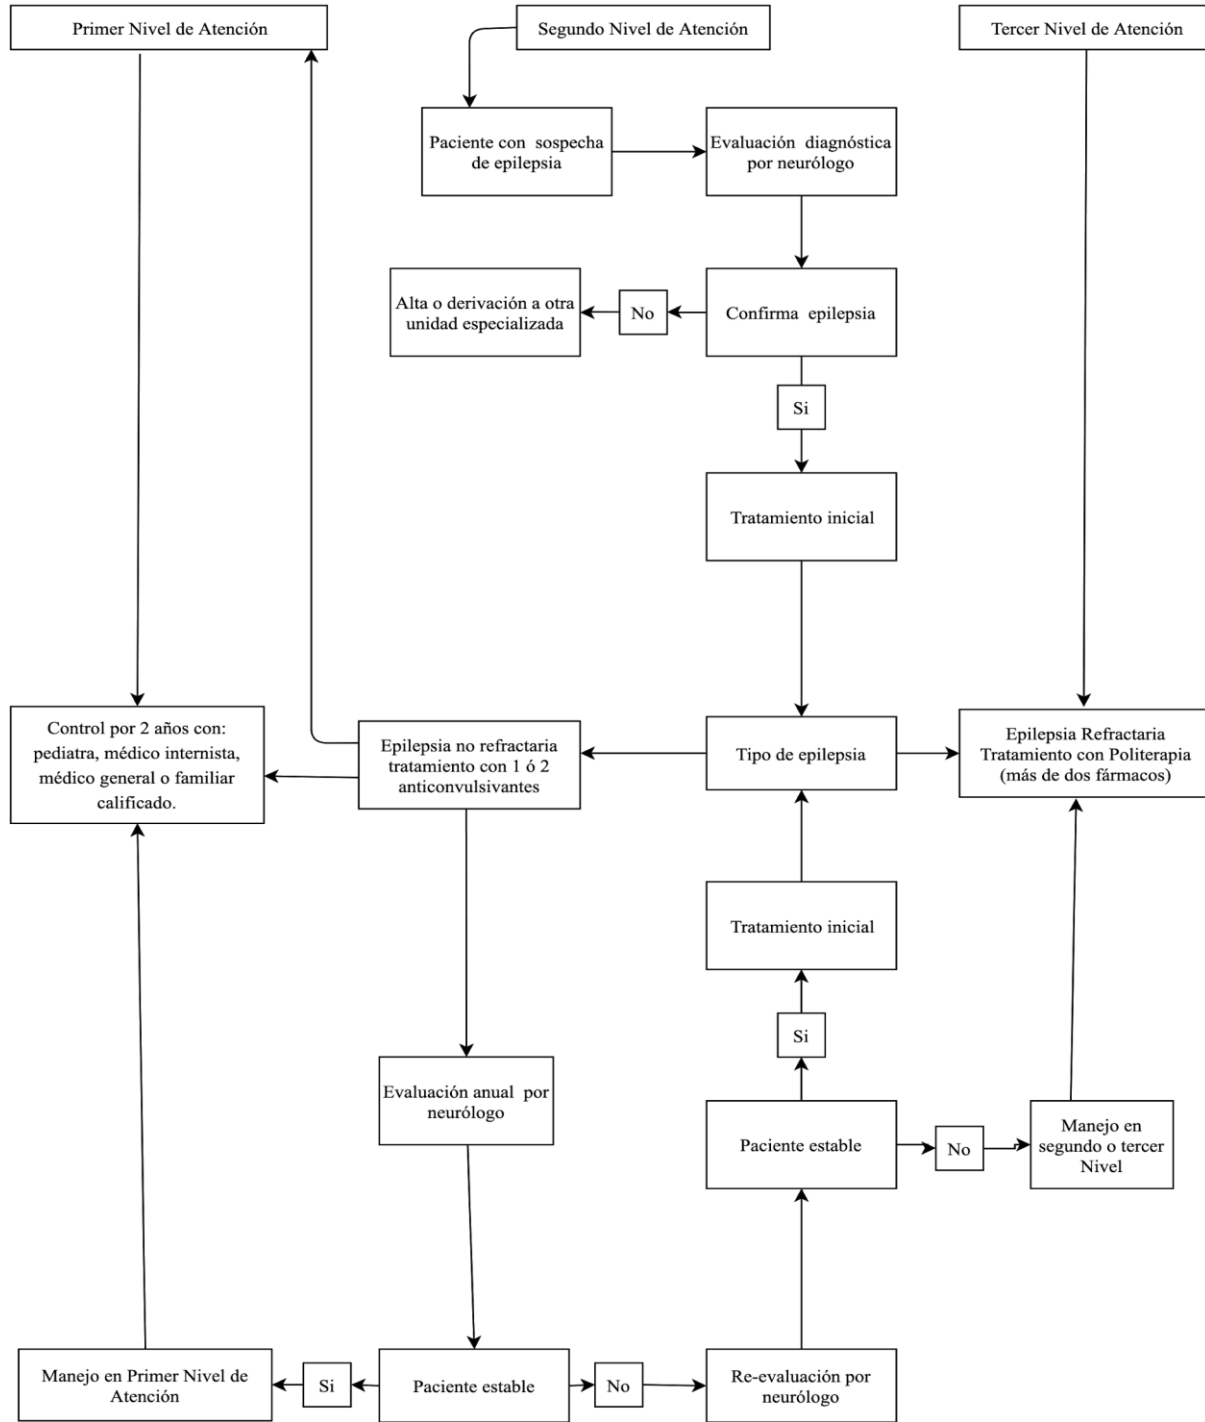 Primer Nivel de Atención
Segundo Nivel de Atención
Tercer Nivel de Atención
Paciente con sospecha
de epilepsia
Evaluación diagnóstica
por neurólogo
Alta o derivación a otra
unidad especializada
No
Confirma epilepsia
Si
Tratamiento inicial
Control por 2 años con:
pediatra, médico internista,
médico general o familiar
calificado.
Epilepsia no refractaria
tratamiento con 1 ó 2
anticonvulsivantes
Tipo de epilepsia
Epilepsia Refractaria
Tratamiento con Politerapia
(más de dos fármacos)
Tratamiento inicial
Si
Evaluación anual por
neurólogo
Paciente estable
No
Manejo en
segundo o tercer
Nivel
Manejo en Primer Nivel de
Atención
Si
Paciente estable
No
Re-evaluación por
neurólogo